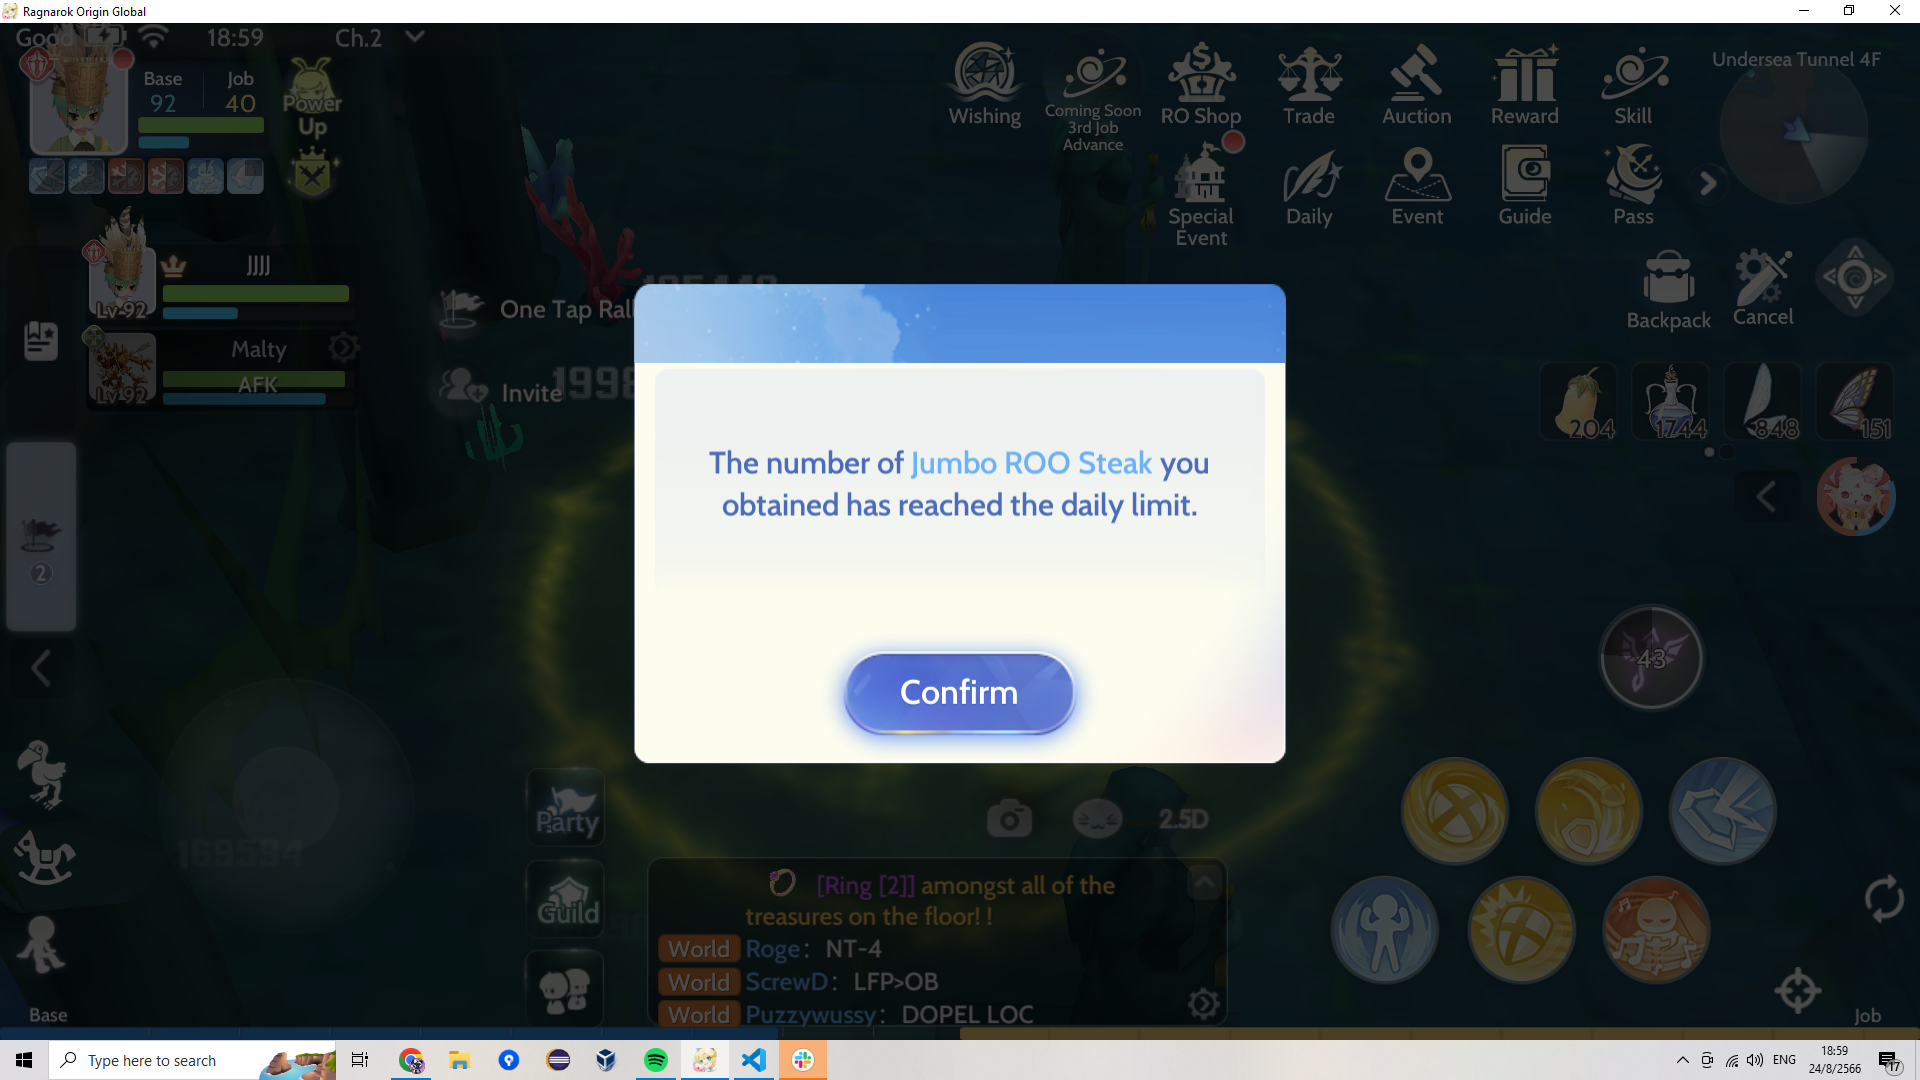 Ragnarok Origin Global
Good
18:59
Ch.2
Base
92
Job
40
Power
Up
Wishing
Coming Soon
3rd Job
Advance
RO Shop
Trade
Auction
Reward
Skill
Undersea Tunnel 4F
Special
Event
Daily
Event
Guide
Pass
Backpack
Cancel
JJJJ
Lv-92
Malty
AFK
Lv-92
One Tap Rall
Invite
1998
204
1744
848
151
2
The number of Jumbo ROO Steak you
obtained has reached the daily limit.
Confirm
43
169594
Party
Guild
2.5D
[Ring [2]] amongst all of the
treasures on the floor! !
World Roge: NT-4
World ScrewD: LFP>OB
World Puzzywussy: DOPEL LOC
Base
Job
Type here to search
ENG
18:59
24/8/2566
17